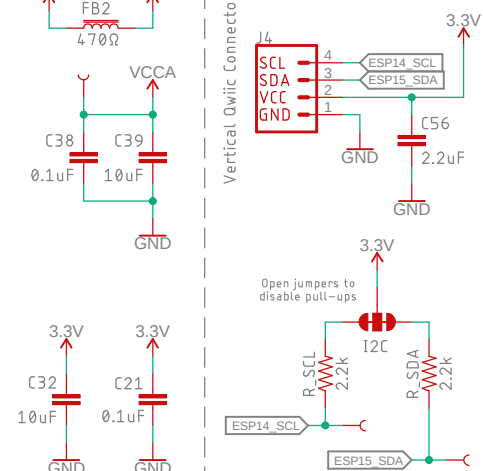 FB2
470Ω
VCCA
C38
C39
0.1uF
10uF
GND
3.3V
3.3V
C32
C21
10uF
0.1uF
GND
GND
Vertical Qwiic Connecto
J4
SCL
SDA
VCC
GND
4
3
2
1
ESP14_SCL
ESP15_SDA
3.3V
C56
2.2uF
GND
GND
3.3V
Open jumpers to
disable pull-ups
I2C
R_SCL
2.2k
R_SDA
2.2k
ESP14_SCL
ESP15_SDA